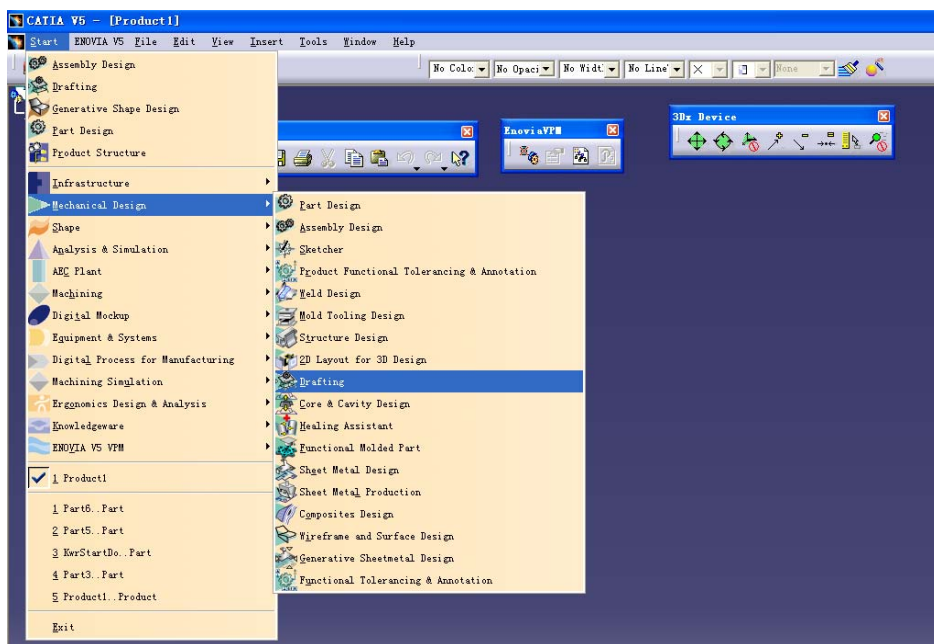 CATIA V5 - [Product1]
Start ENOVIA V5 File Edit View Insert Tools Window Help
No Colo: No Opaci No Widt: No Line' None
Assembly Design
Drafting
Generative Shape Design
Part Design
Product Structure
Infrastructure
Mechanical Design
Shape
Analysis & Simulation
AEC Plant
Machining
Digital Mockup
Equipment & Systems
Digital Process for Manufacturing
Machining Simulation
Ergonomics Design & Analysis
Knowledgeware
ENOVIA V5 VPM
1 Product1
1 Part6..Part
2 Part5..Part
3 KwrStartDo..Part
4 Part3..Part
5 Product1..Product
Exit
EnoviaVPM
3Dx Device
Part Design
Assembly Design
Sketcher
Product Functional Tolerancing & Annotation
Weld Design
Mold Tooling Design
Structure Design
2D Layout for 3D Design
Drafting
Core & Cavity Design
Healing Assistant
Functional Molded Part
Sheet Metal Design
Sheet Metal Production
Composites Design
Wireframe and Surface Design
Generative Sheetmetal Design
Functional Tolerancing & Annotation